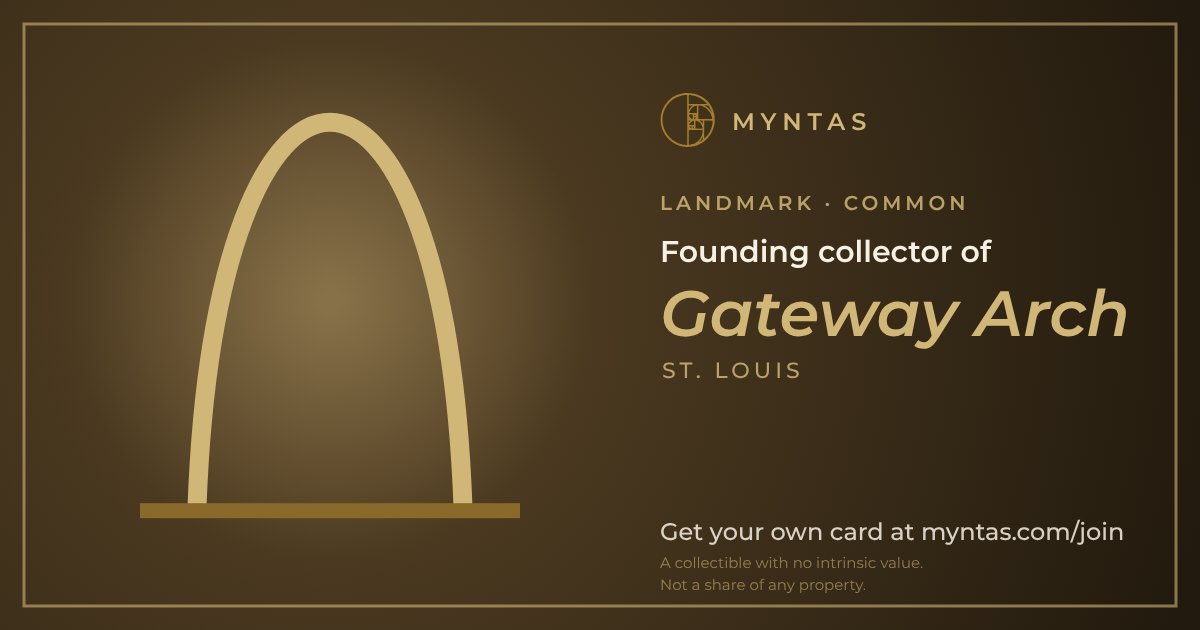 MYNTAS
LANDMARK · COMMON
Founding collector of
Gateway Arch
ST. LOUIS
Get your own card at myntas.com/join
A collectible with no intrinsic value.
Not a share of any property.